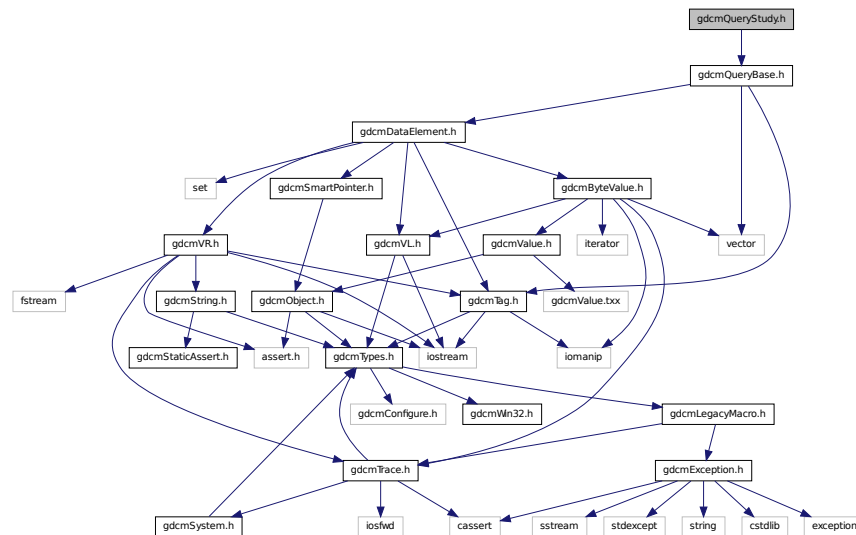 gdcmQueryStudy.h
gdcmQueryBase.h
gdcmDataElement.h
set
gdcmSmartPointer.h
gdcmByteValue.h
gdcmVR.h
gdcmVL.h
gdcmValue.h
iterator
vector
fstream
gdcmString.h
gdcmObject.h
gdcmTag.h
gdcmValue.txx
gdcmStaticAssert.h
assert.h
gdcmTypes.h
iostream
iomanip
gdcmConfigure.h
gdcmWin32.h
gdcmLegacyMacro.h
gdcmTrace.h
gdcmException.h
gdcmSystem.h
iosfwd
cassert
sstream
stdexcept
string
cstdlib
exception